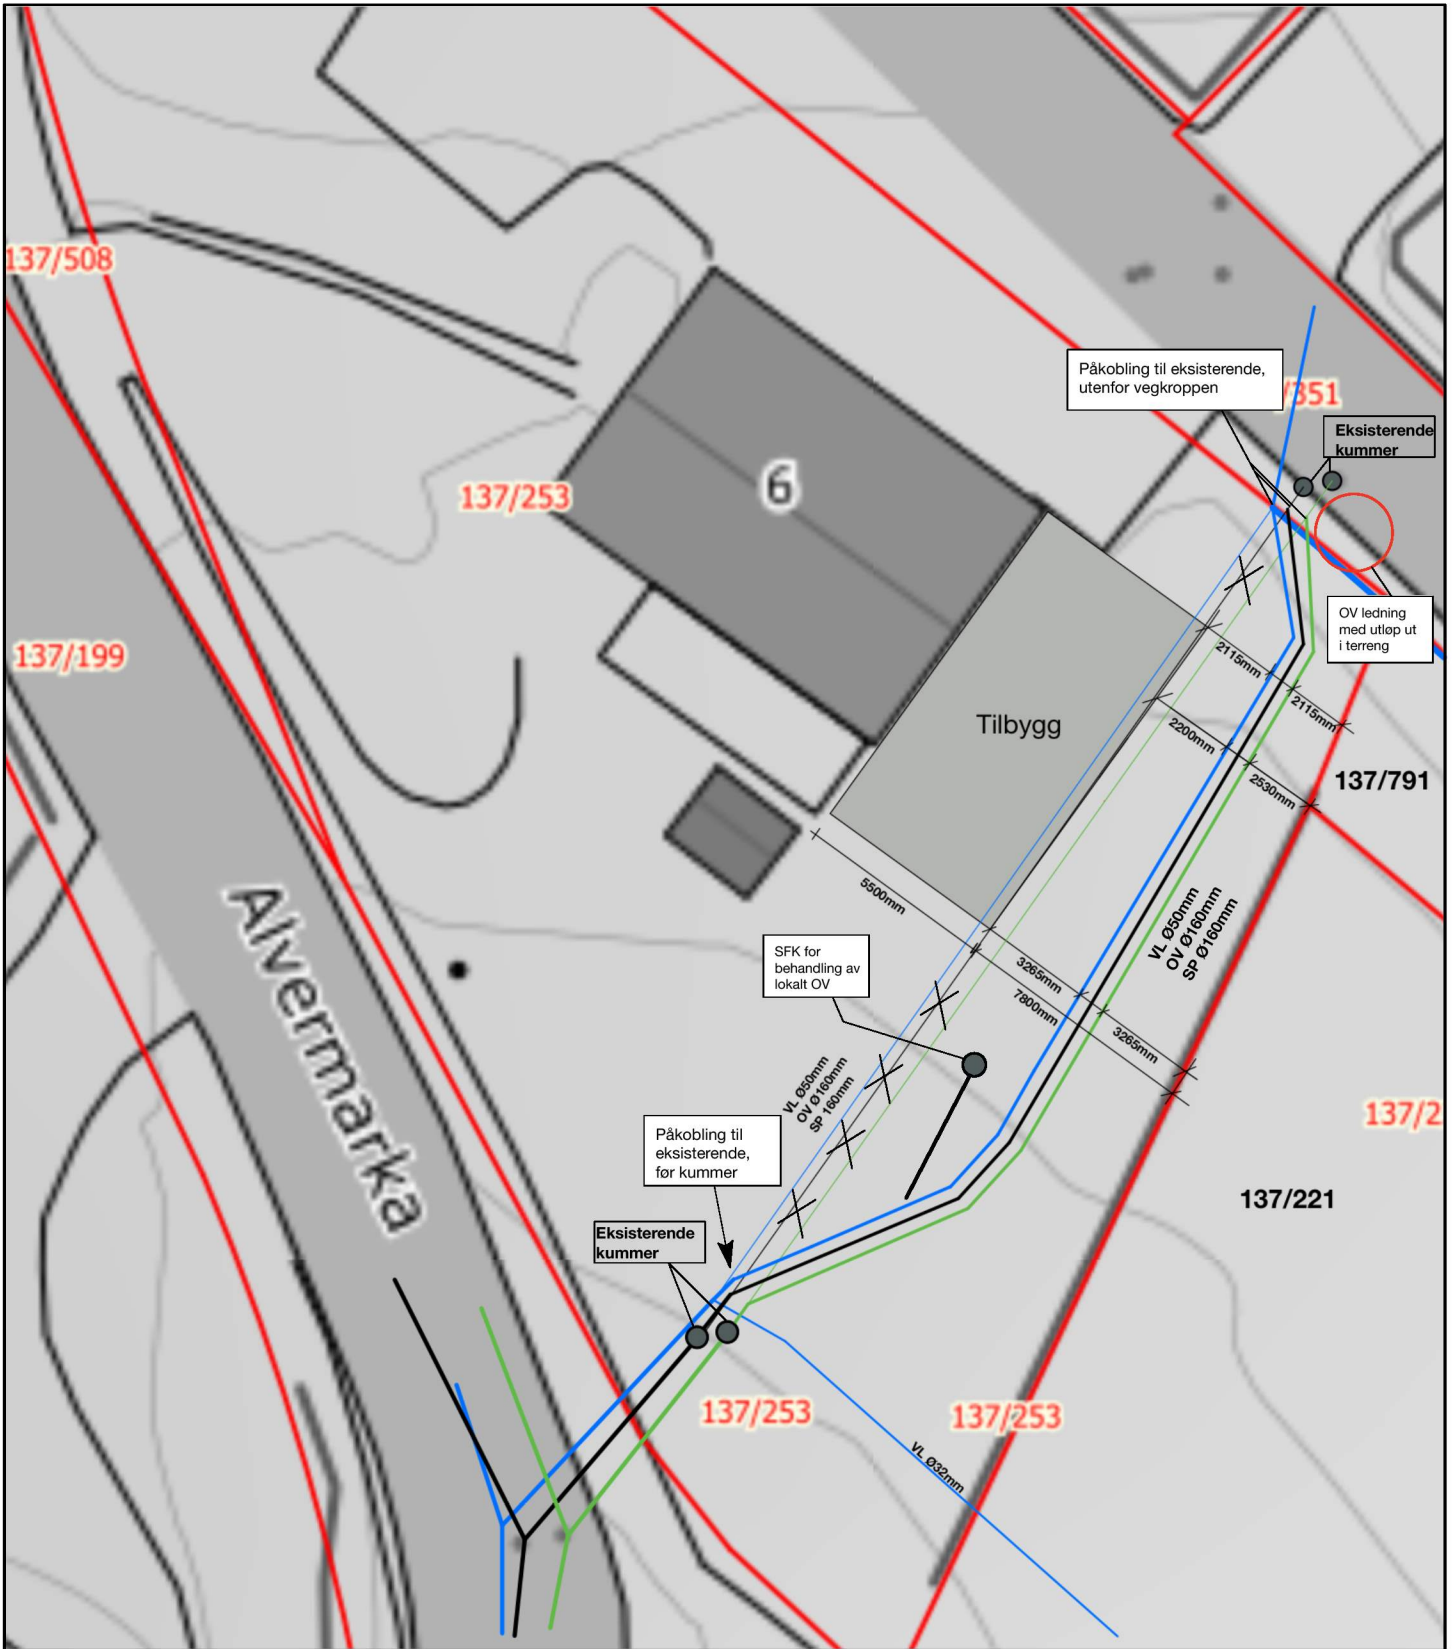 137/508
Påkobling til eksisterende,
utenfor vegkroppen
/351
Eksisterende
kummer
137/253
6
OV ledning
med utløp ut
i terreng
137/199
2115mm
2115mm
Tilbygg
2200mm
2530mm
137/791
5500mm
VL Ø50mm
OV Ø160mm
SP Ø160mm
SFK for
behandling av
lokalt OV
3265mm
7800mm
3265mm
Alvermarka
VL Ø50mm
OV Ø160mm
SP 160mm
137/2
Påkobling til
eksisterende,
før kummer
137/221
Eksisterende
kummer
137/253
137/253
VL Ø32mm